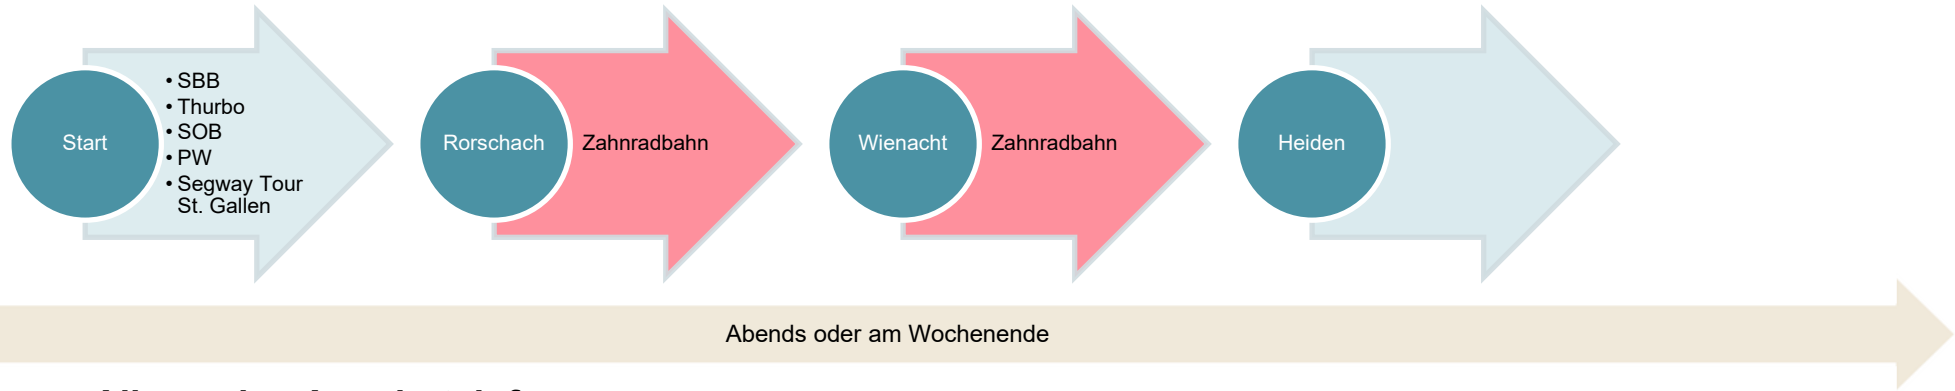 Start
• SBB
• Thurbo
• SOB
• PW
• Segway Tour
St. Gallen
Rorschach
Zahnradbahn
Wienacht
Zahnradbahn
Heiden
Abends oder am Wochenende